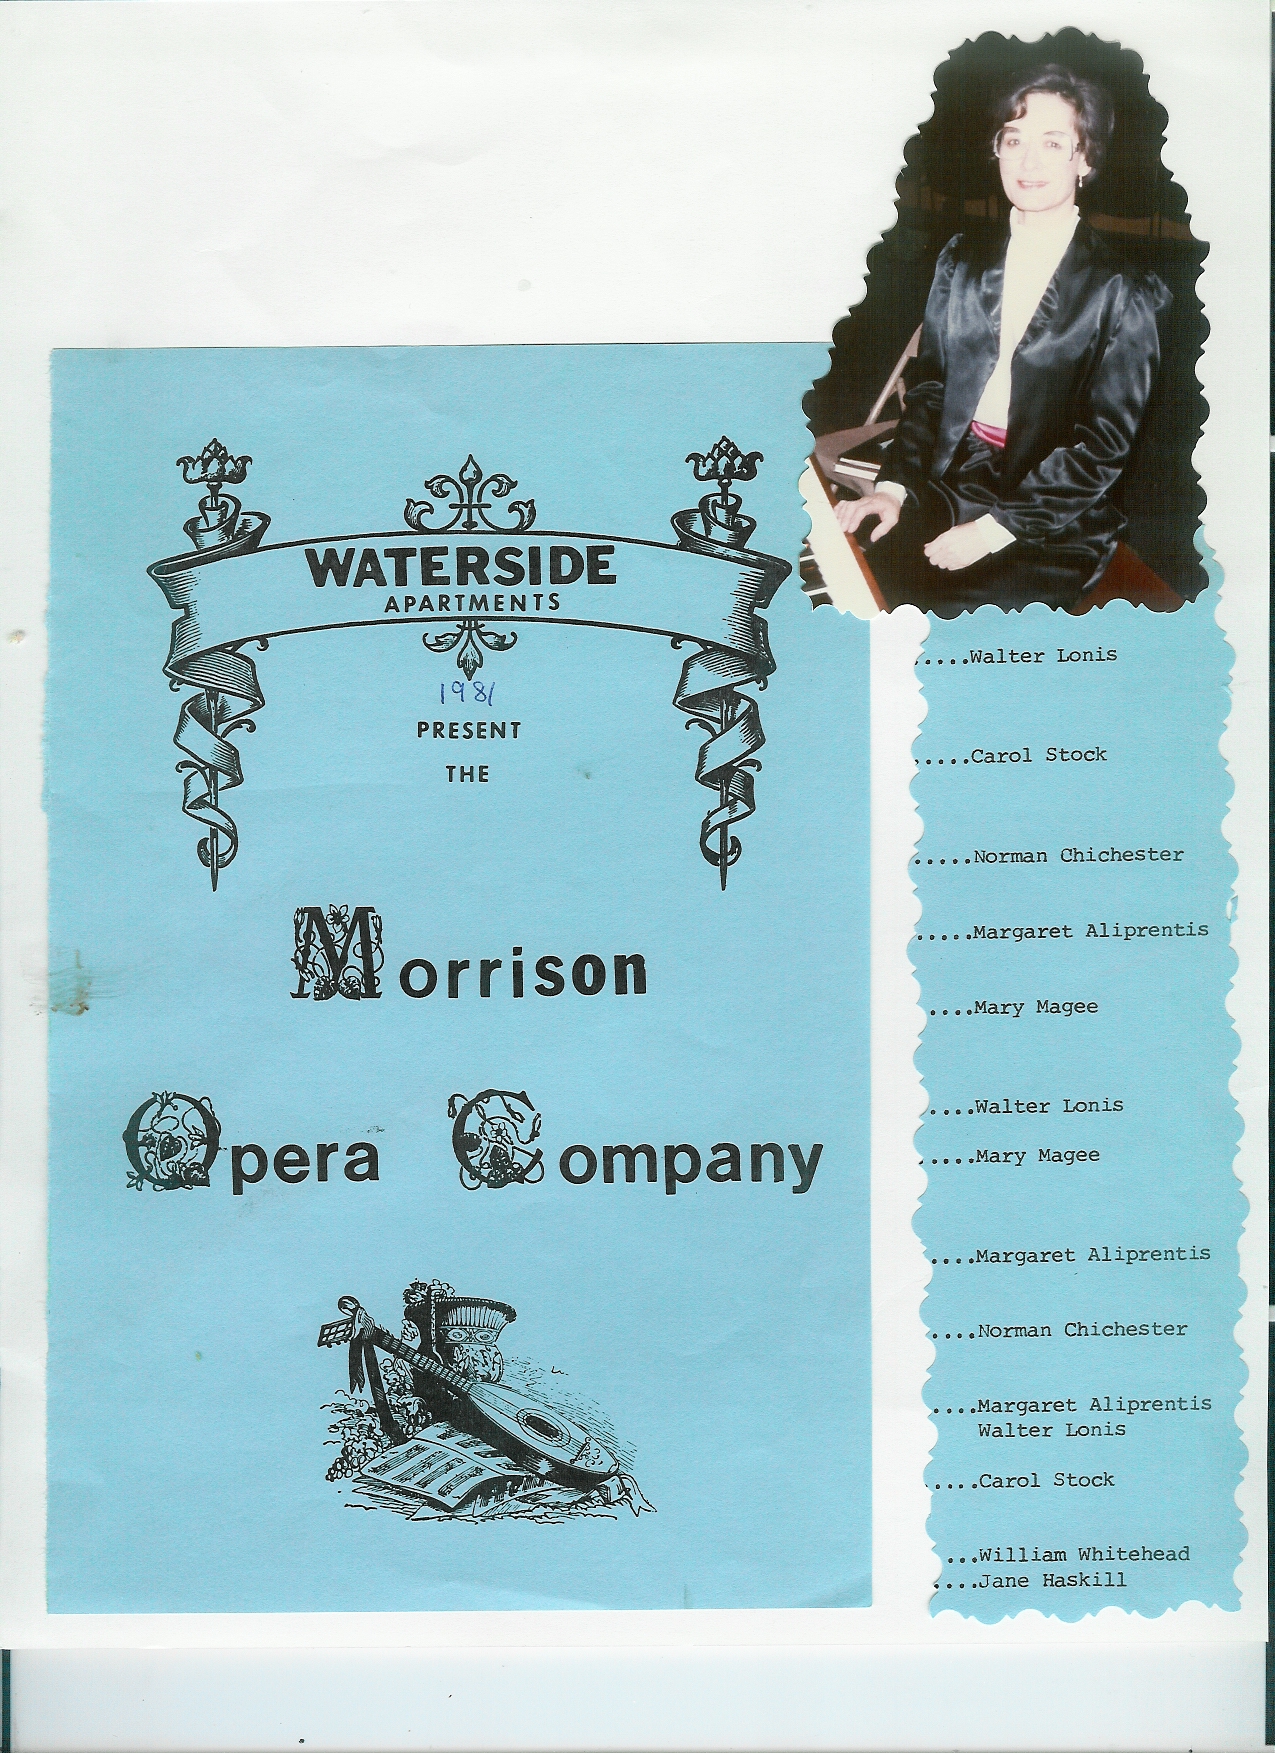 WATERSIDE
APARTMENTS
1981
PRESENT
THE
Morrison
Opera Company
.....Walter Lonis
.....Carol Stock
.....Norman Chichester
.....Margaret Aliprentis
....Mary Magee
....Walter Lonis
....Mary Magee
....Margaret Aliprentis
....Norman Chichester
....Margaret Aliprentis
Walter Lonis
....Carol Stock
...William Whitehead
....Jane Haskill